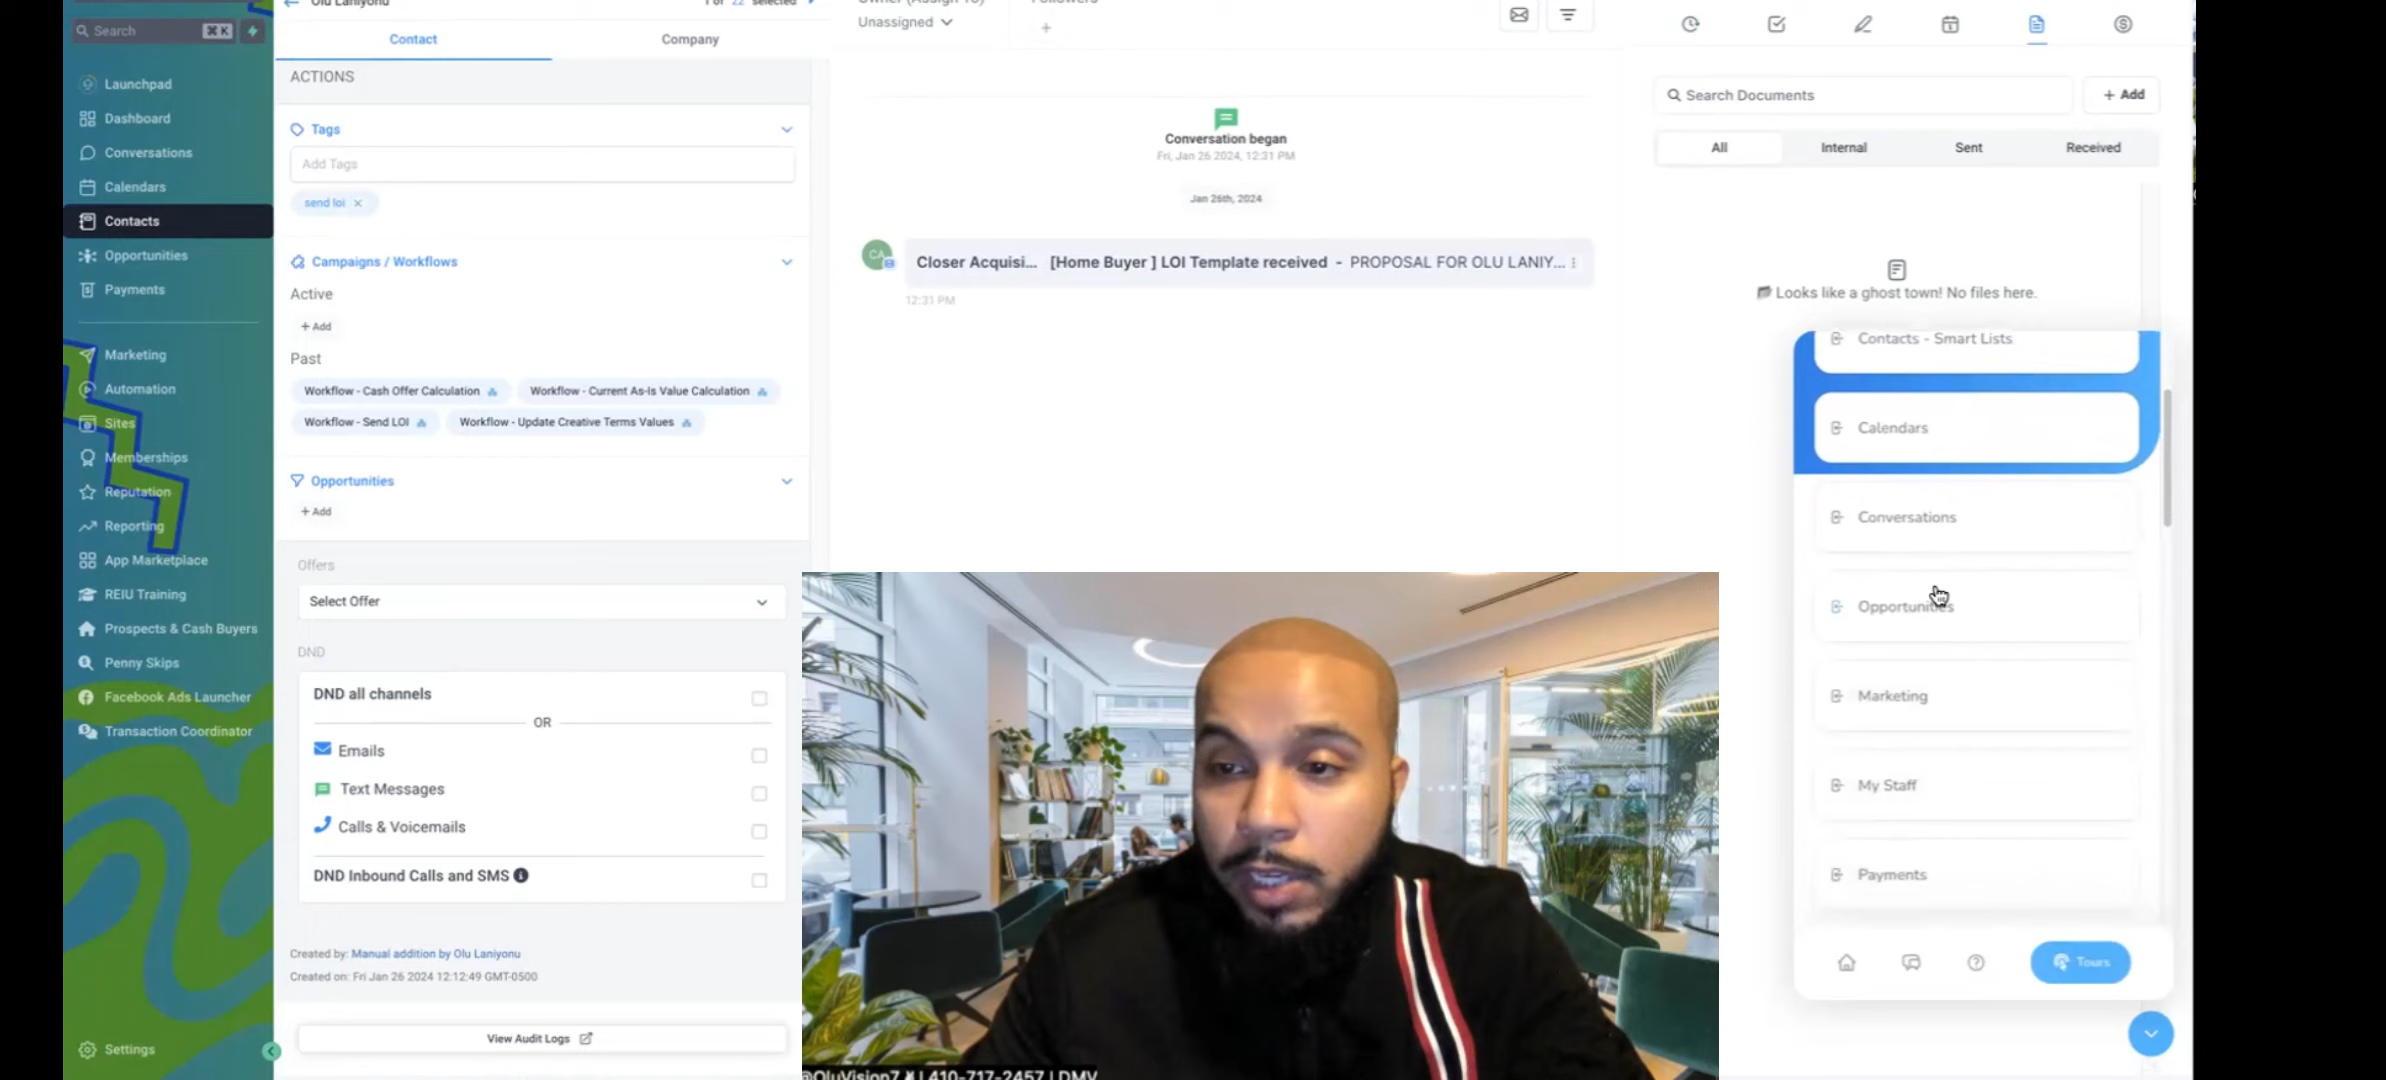 Search ⌘ K
Launchpad
Dashboard
Conversations
Calendars
Contacts
Opportunities
Payments
Marketing
Automation
Sites
Memberships
Reputation
Reporting
App Marketplace
REIU Training
Prospects & Cash Buyers
Penny Skips
Facebook Ads Launcher
Transaction Coordinator
Settings
Olu Laniyonu
1 of 22 selected
Contact Company
ACTIONS
Tags
Add Tags
send loi ×
Campaigns / Workflows
Active
+ Add
Past
Workflow - Cash Offer Calculation Workflow - Current As-Is Value Calculation
Workflow - Send LOI Workflow - Update Creative Terms Values
Opportunities
+ Add
Offers
Select Offer
DND
DND all channels
OR
Emails
Text Messages
Calls & Voicemails
DND Inbound Calls and SMS
Created by: Manual addition by Olu Laniyonu
Created on: Fri Jan 26 2024 12:12:49 GMT-0500
View Audit Logs
Owner (Assign To) Followers
Unassigned +
Conversation began
Fri, Jan 26 2024, 12:31 PM
Jan 26th, 2024
CA
Closer Acquisi... [Home Buyer ] LOI Template received - PROPOSAL FOR OLU LANIY...
12:31 PM
@OluVision7 | 410-717-2457 | DMV
Search Documents + Add
All Internal Sent Received
Looks like a ghost town! No files here.
Contacts - Smart Lists
Calendars
Conversations
Opportunities
Marketing
My Staff
Payments
Tours